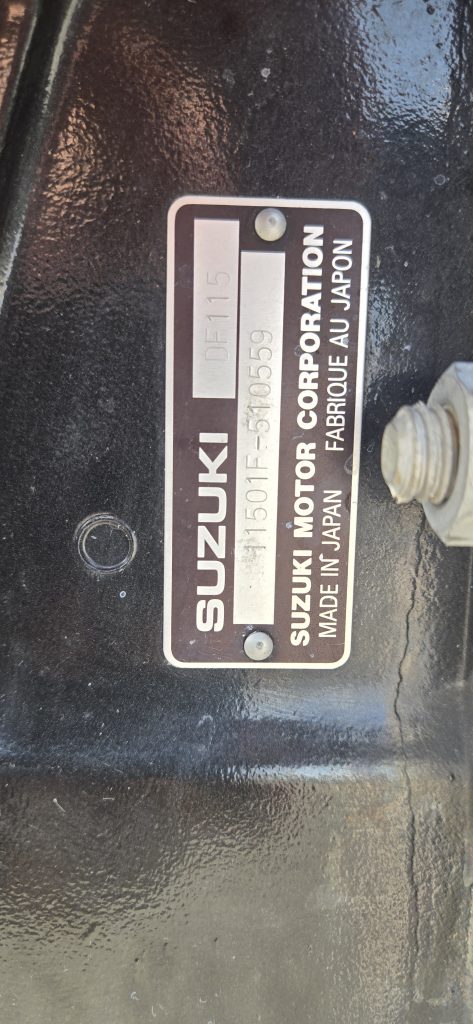 SUZUKI DF115
11501F-510559
SUZUKI MOTOR CORPORATION
MADE IN JAPAN FABRIQUE AU JAPON